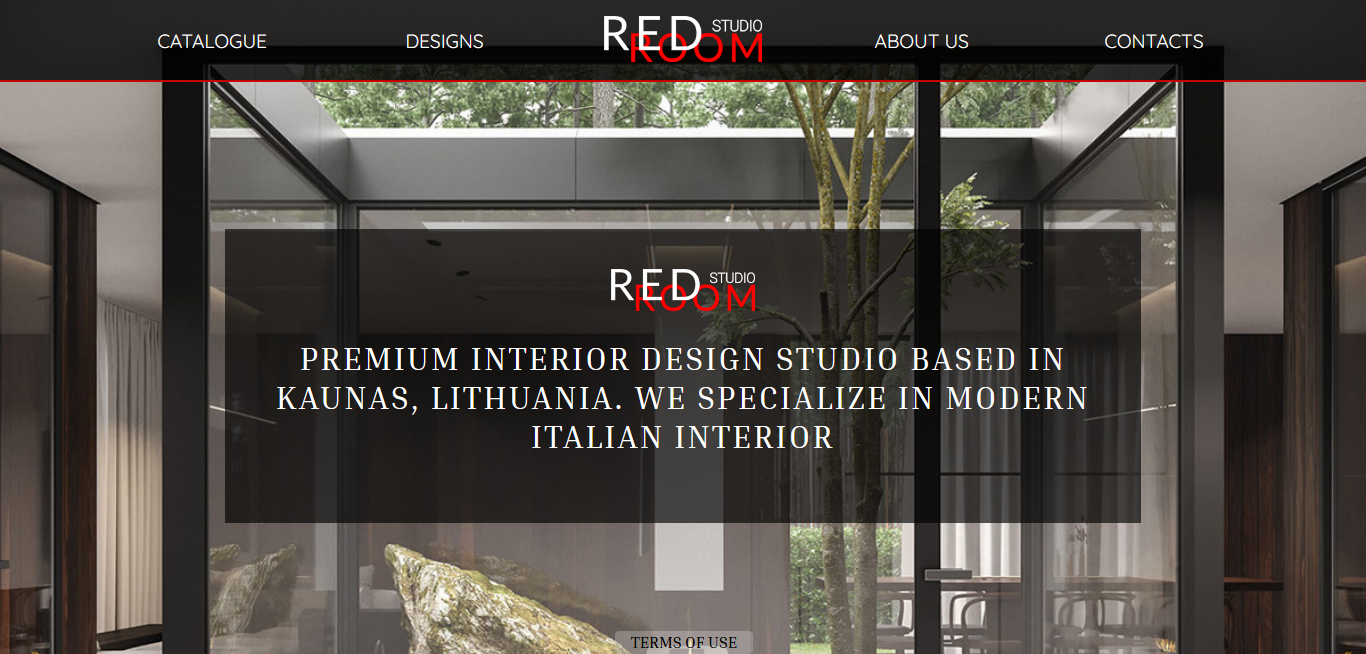 CATALOGUE
DESIGNS
RED STUDIO
ROOM
ABOUT US
CONTACTS
RED STUDIO
ROOM
PREMIUM INTERIOR DESIGN STUDIO BASED IN
KAUNAS, LITHUANIA. WE SPECIALIZE IN MODERN
ITALIAN INTERIOR
TERMS OF USE